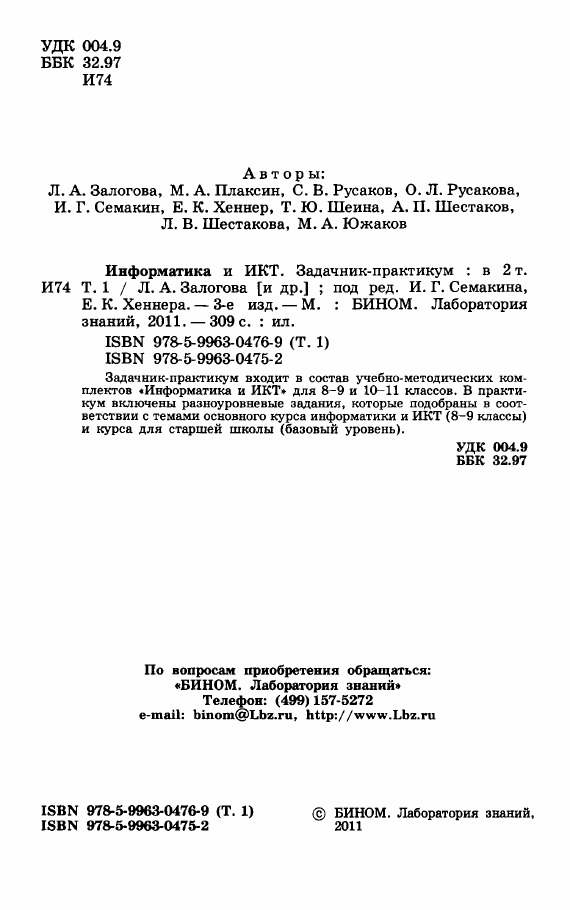 УДК 004.9
ББК 32.97
И74
Авторы:
Л. А. Залогова, М. А. Плаксин, С. В. Русаков, О. Л. Русакова,
И. Г. Семакин, Е. К. Хеннер, Т. Ю. Шеина, А. П. Шестаков,
Л. В. Шестакова, М. А. Южаков
Информатика и ИКТ. Задачник-практикум : в 2 т.
И74 Т. 1 / Л. А. Залогова [и др.] ; под ред. И. Г. Семакина,
Е. К. Хеннера. — 3-е изд. — М. : БИНОМ. Лаборатория
знаний, 2011. — 309 с. : ил.
ISBN 978-5-9963-0476-9 (Т. 1)
ISBN 978-5-9963-0475-2
Задачник-практикум входит в состав учебно-методических ком-
плектов «Информатика и ИКТ» для 8–9 и 10–11 классов. В практи-
кум включены разноуровневые задания, которые подобраны в соот-
ветствии с темами основного курса информатики и ИКТ (8–9 классы)
и курса для старшей школы (базовый уровень).
УДК 004.9
ББК 32.97
По вопросам приобретения обращаться:
«БИНОМ. Лаборатория знаний»
Телефон: (499) 157-5272
e-mail: binom@Lbz.ru, http://www.Lbz.ru
ISBN 978-5-9963-0476-9 (Т. 1) © БИНОМ. Лаборатория знаний,
ISBN 978-5-9963-0475-2 2011